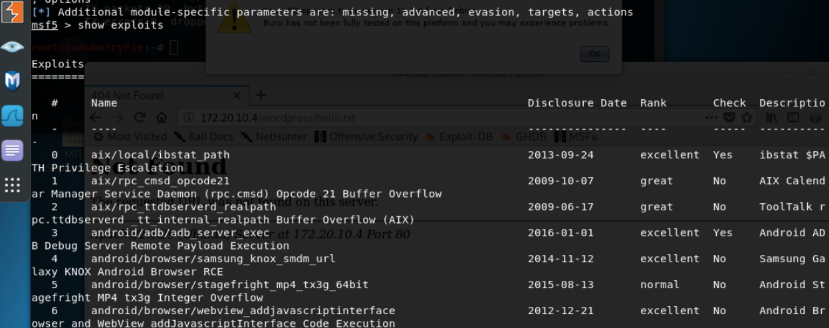 , options
[*] Additional module-specific parameters are: missing, advanced, evasion, targets, actions
Burp has not been fully tested on this platform and you may experience problems.
msf5 > show exploits
OK
root@SnowberryPie:~#
Exploits
========
404 Not Found
# Name Disclosure Date Rank Check Descriptio
n
172.20.10.4/wordpress/hello.txt
- ---- --------------- ---- ----- ----------
-
Most Visited Kali Docs NetHunter Offensive Security Exploit-DB GHDB MSFu
0 aix/local/ibstat_path 2013-09-24 excellent Yes ibstat $PA
TH Privilege Escalation
Not Found
1 aix/rpc_cmsd_opcode21 2009-10-07 great No AIX Calend
ar Manager Service Daemon (rpc.cmsd) Opcode 21 Buffer Overflow
on this server.
2 aix/rpc_ttdbserverd_realpath 2009-06-17 great No ToolTalk r
pc.ttdbserverd _tt_internal_realpath Buffer Overflow (AIX)
3 android/adb/adb_server_exec 2016-01-01 excellent Yes Android AD
Server at 172.20.10.4 Port 80
B Debug Server Remote Payload Execution
4 android/browser/samsung_knox_smdm_url 2014-11-12 excellent No Samsung Ga
laxy KNOX Android Browser RCE
5 android/browser/stagefright_mp4_tx3g_64bit 2015-08-13 normal No Android St
agefright MP4 tx3g Integer Overflow
6 android/browser/webview_addjavascriptinterface 2012-12-21 excellent No Android Br
owser and WebView addJavascriptInterface Code Execution